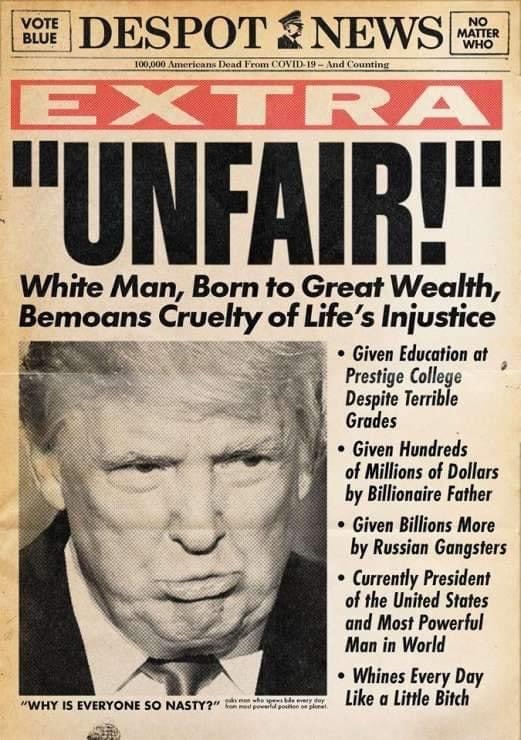 VOTE
BLUE
DESPOT NEWS
NO
MATTER
WHO
100,000 Americans Dead From COVID-19 – And Counting
EXTRA
"UNFAIR!"
White Man, Born to Great Wealth,
Bemoans Cruelty of Life's Injustice
• Given Education at
Prestige College
Despite Terrible
Grades
• Given Hundreds
of Millions of Dollars
by Billionaire Father
• Given Billions More
by Russian Gangsters
• Currently President
of the United States
and Most Powerful
Man in World
• Whines Every Day
Like a Little Bitch
"WHY IS EVERYONE SO NASTY?"
asks man who spews bile every day
from most powerful position on planet.